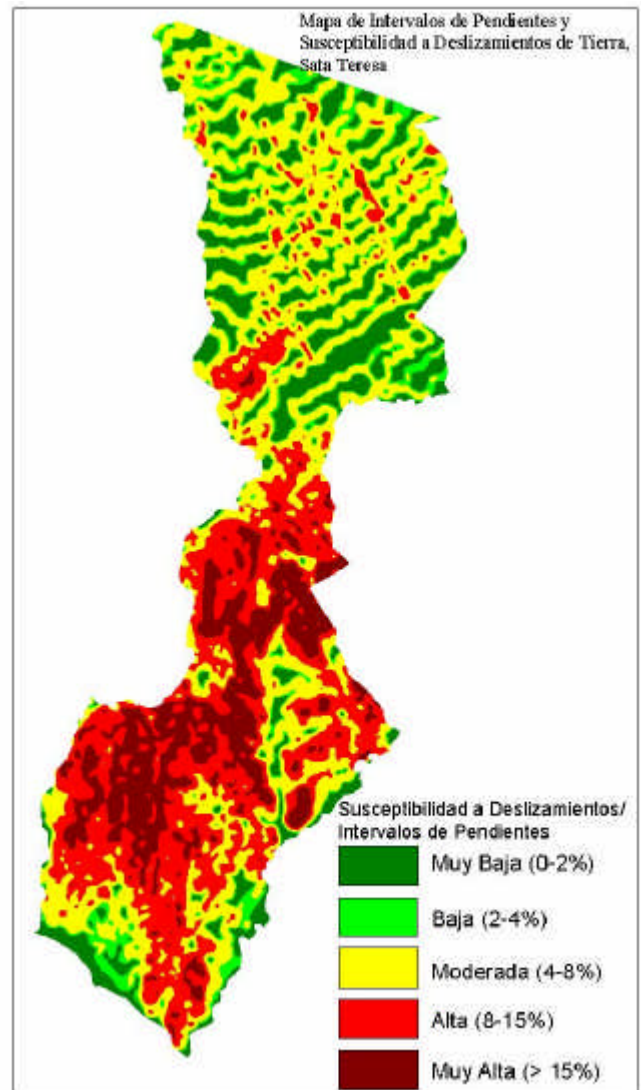 Mapa de Intervalos de Pendientes y
Susceptibilidad a Deslizamientos de Tierra,
Sata Teresa
Susceptibilidad a Deslizamientos/
Intervalos de Pendientes
Muy Baja (0-2%)
Baja (2-4%)
Moderada (4-8%)
Alta (8-15%)
Muy Alta (> 15%)